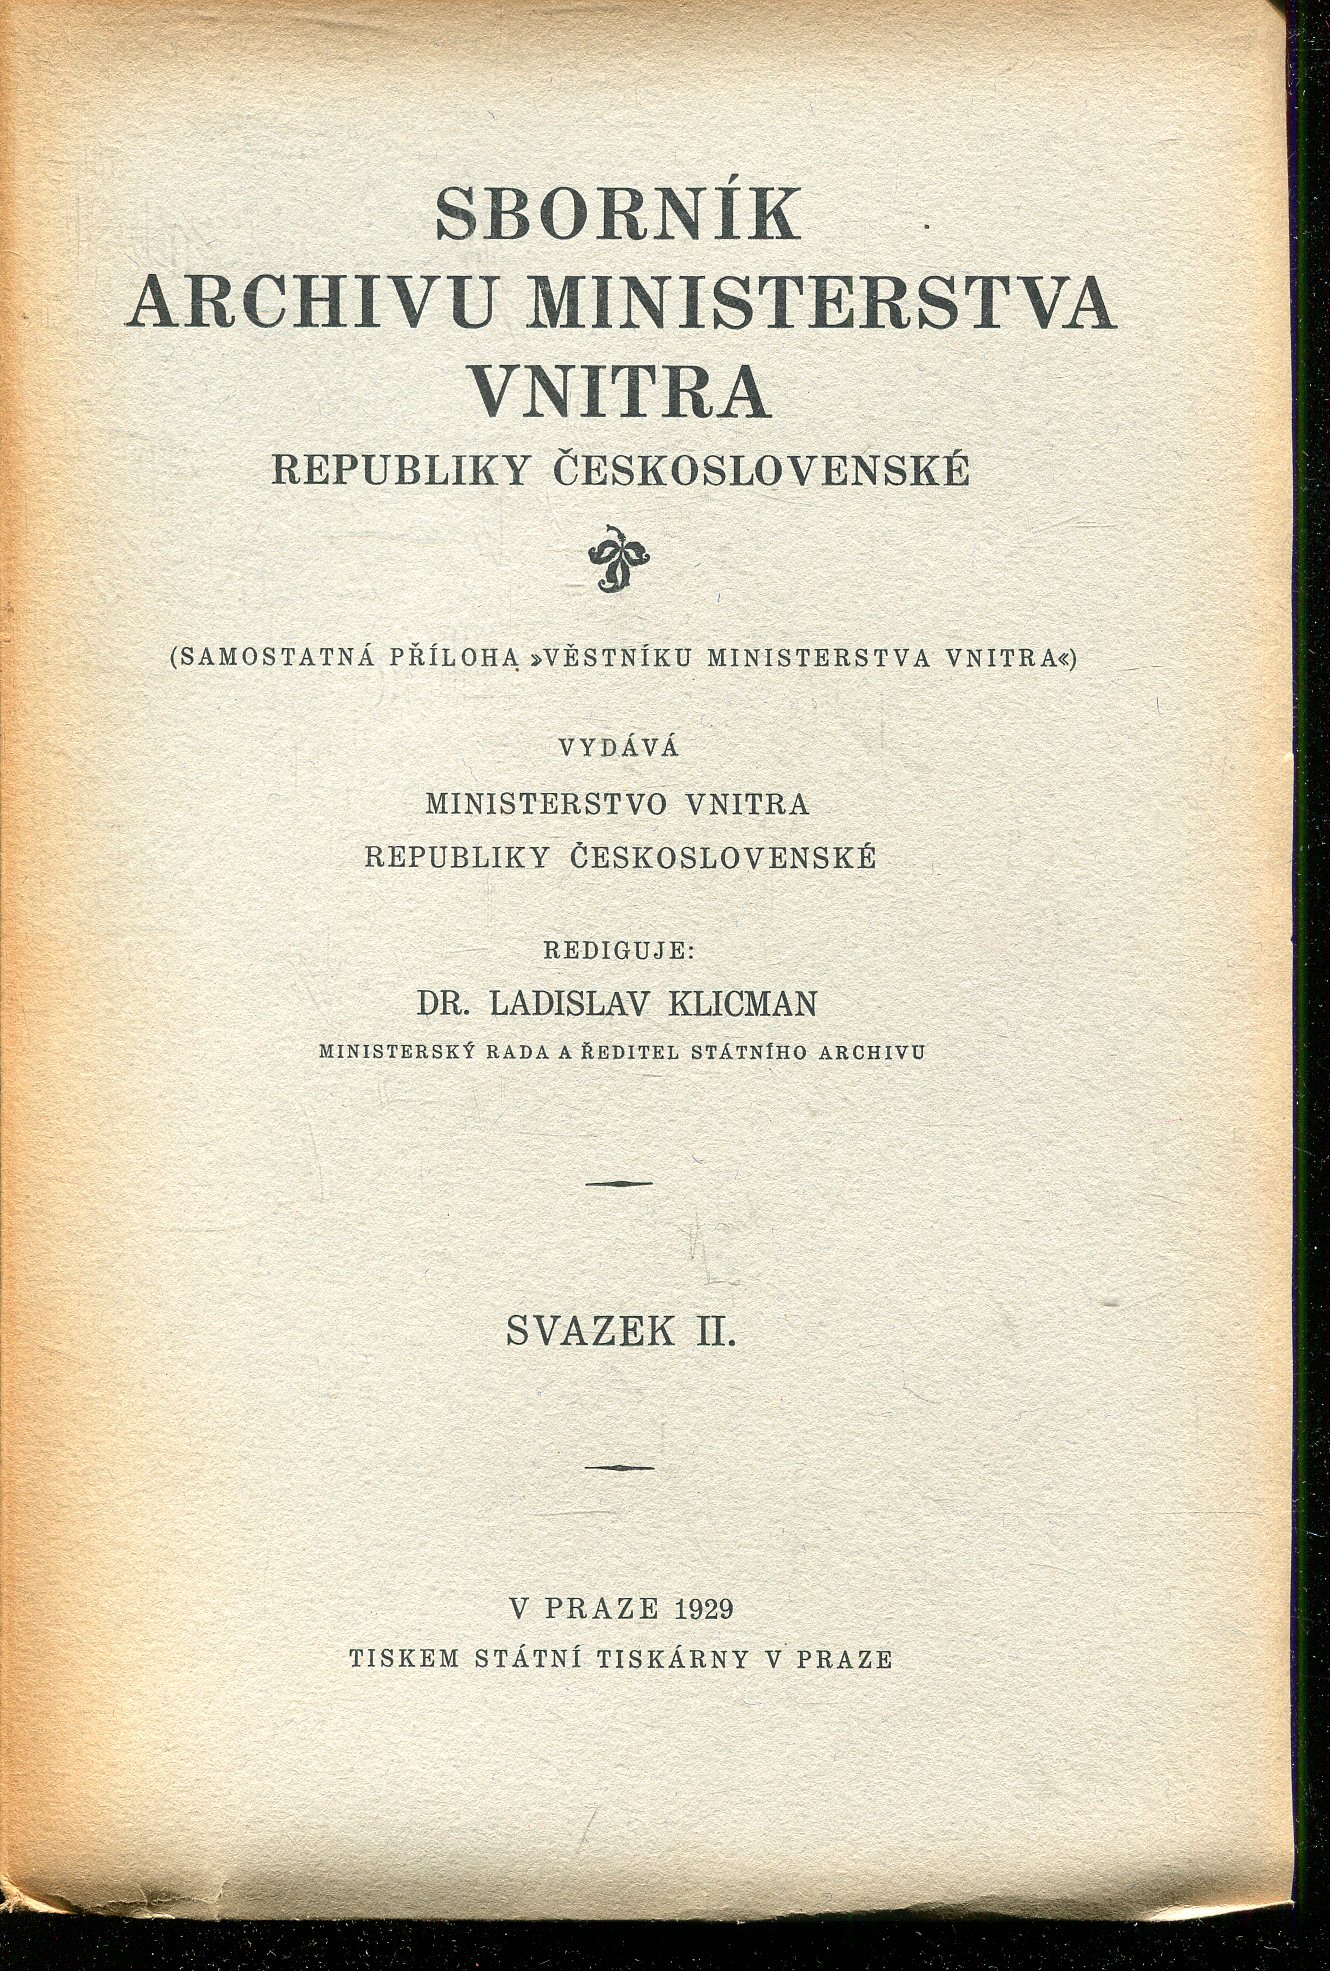 SBORNÍK
ARCHIVU MINISTERSTVA
VNITRA
REPUBLIKY ČESKOSLOVENSKÉ
(SAMOSTATNÁ PŘÍLOHA »VĚSTNÍKU MINISTERSTVA VNITRA«)
VYDÁVÁ
MINISTERSTVO VNITRA
REPUBLIKY ČESKOSLOVENSKÉ
REDIGUJE:
DR. LADISLAV KLICMAN
MINISTERSKÝ RADA A ŘEDITEL STÁTNÍHO ARCHIVU
SVAZEK II.
V PRAZE 1929
TISKEM STÁTNÍ TISKÁRNY V PRAZE